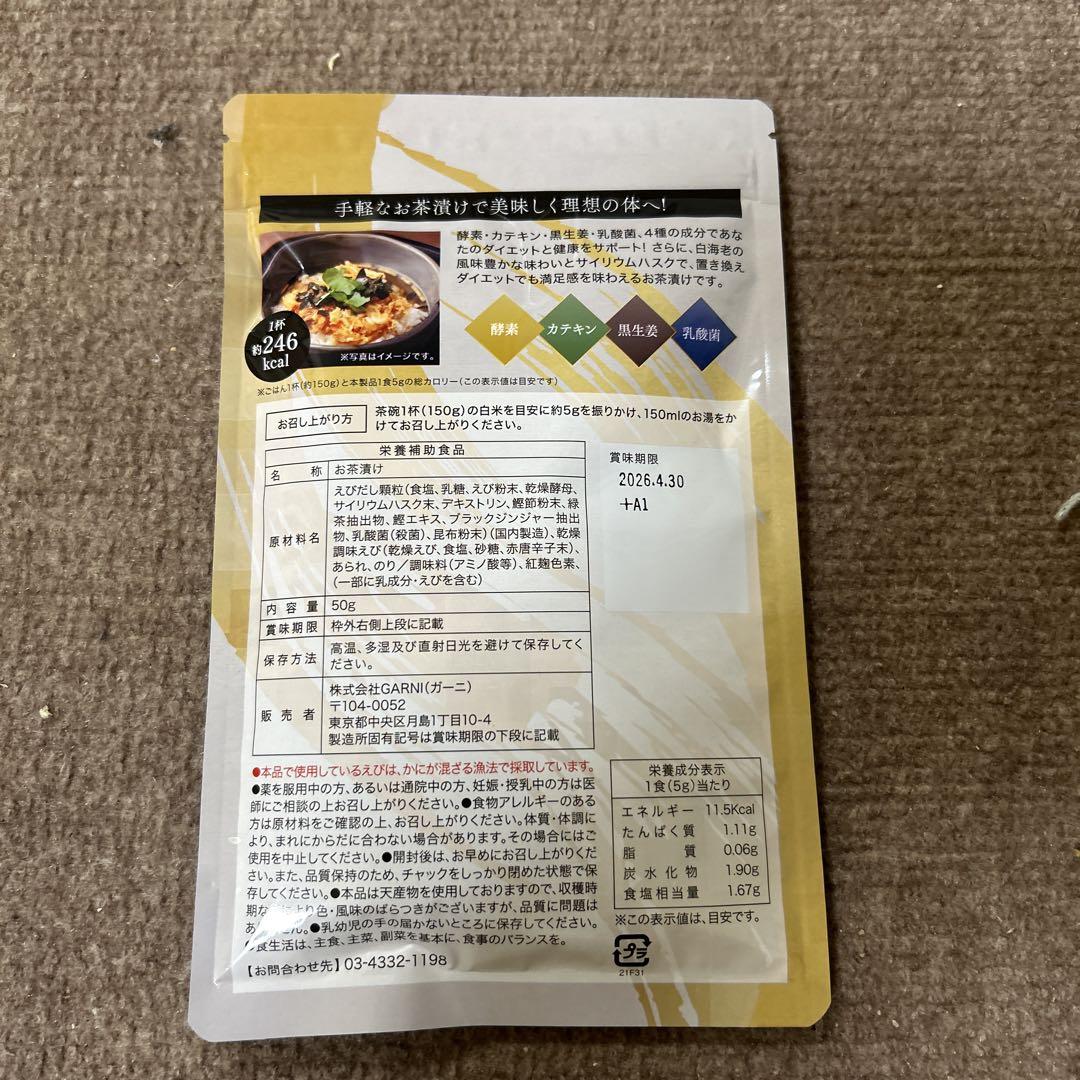 手軽なお茶漬けで美味しく理想の体へ!
酵素・カテキン・黒生姜・乳酸菌、4種の成分であな
たのダイエットと健康をサポート! さらに、白海老の
風味豊かな味わいとサイリウムハスクで、置き換え
ダイエットでも満足感を味わえるお茶漬けです。
酵素
カテキン
黒生姜
乳酸菌
1杯
約246
kcal
※写真はイメージです。
※ごはん1杯(約150g)と本製品1食5gの総カロリー(この表示値は目安です)
お召し上がり方
茶碗1杯(150g)の白米を目安に約5gを振りかけ、150mlのお湯をか
けてお召し上がりください。
栄養補助食品
名称 お茶漬け
原材料名
えびだし顆粒(食塩、乳糖、えび粉末、乾燥酵母、
サイリウムハスク末、デキストリン、鰹節粉末、緑
茶抽出物、鰹エキス、ブラックジンジャー抽出
物、乳酸菌(殺菌)、昆布粉末)(国内製造)、乾燥
調味えび(乾燥えび、食塩、砂糖、赤唐辛子末)、
あられ、のり/調味料(アミノ酸等)、紅麹色素、
(一部に乳成分・えびを含む)
内容量 50g
賞味期限 枠外右側上段に記載
保存方法
高温、多湿及び直射日光を避けて保存してく
ださい。
販売者
株式会社GARNI(ガーニ)
〒104-0052
東京都中央区月島1丁目10-4
製造所固有記号は賞味期限の下段に記載
賞味期限
2026.4.30
+A1
●本品で使用しているえびは、かにが混ざる漁法で採取しています。
●薬を服用中の方、あるいは通院中の方、妊娠・授乳中の方は医
師にご相談の上お召し上がりください。●食物アレルギーのある
方は原材料をご確認の上、お召し上がりください。体質・体調に
より、まれにからだに合わない場合があります。その場合にはご
使用を中止してください。●開封後は、お早めにお召し上がりくだ
さい。また、品質保持のため、チャックをしっかり閉めた状態で保
存してください。●本品は天産物を使用しておりますので、収穫時
期な より色・風味のばらつきがございますが、品質に問題は
あ ん。●乳幼児の手の届かないところに保存してください。
●食生活は、主食、主菜、副菜を基本に、食事のバランスを。
【お問合わせ先】03-4332-1198
栄養成分表示
1食(5g)当たり
エネルギー 11.5Kcal
たんぱく質 1.11g
脂質 0.06g
炭水化物 1.90g
食塩相当量 1.67g
※この表示値は、目安です。
プラ
21F31